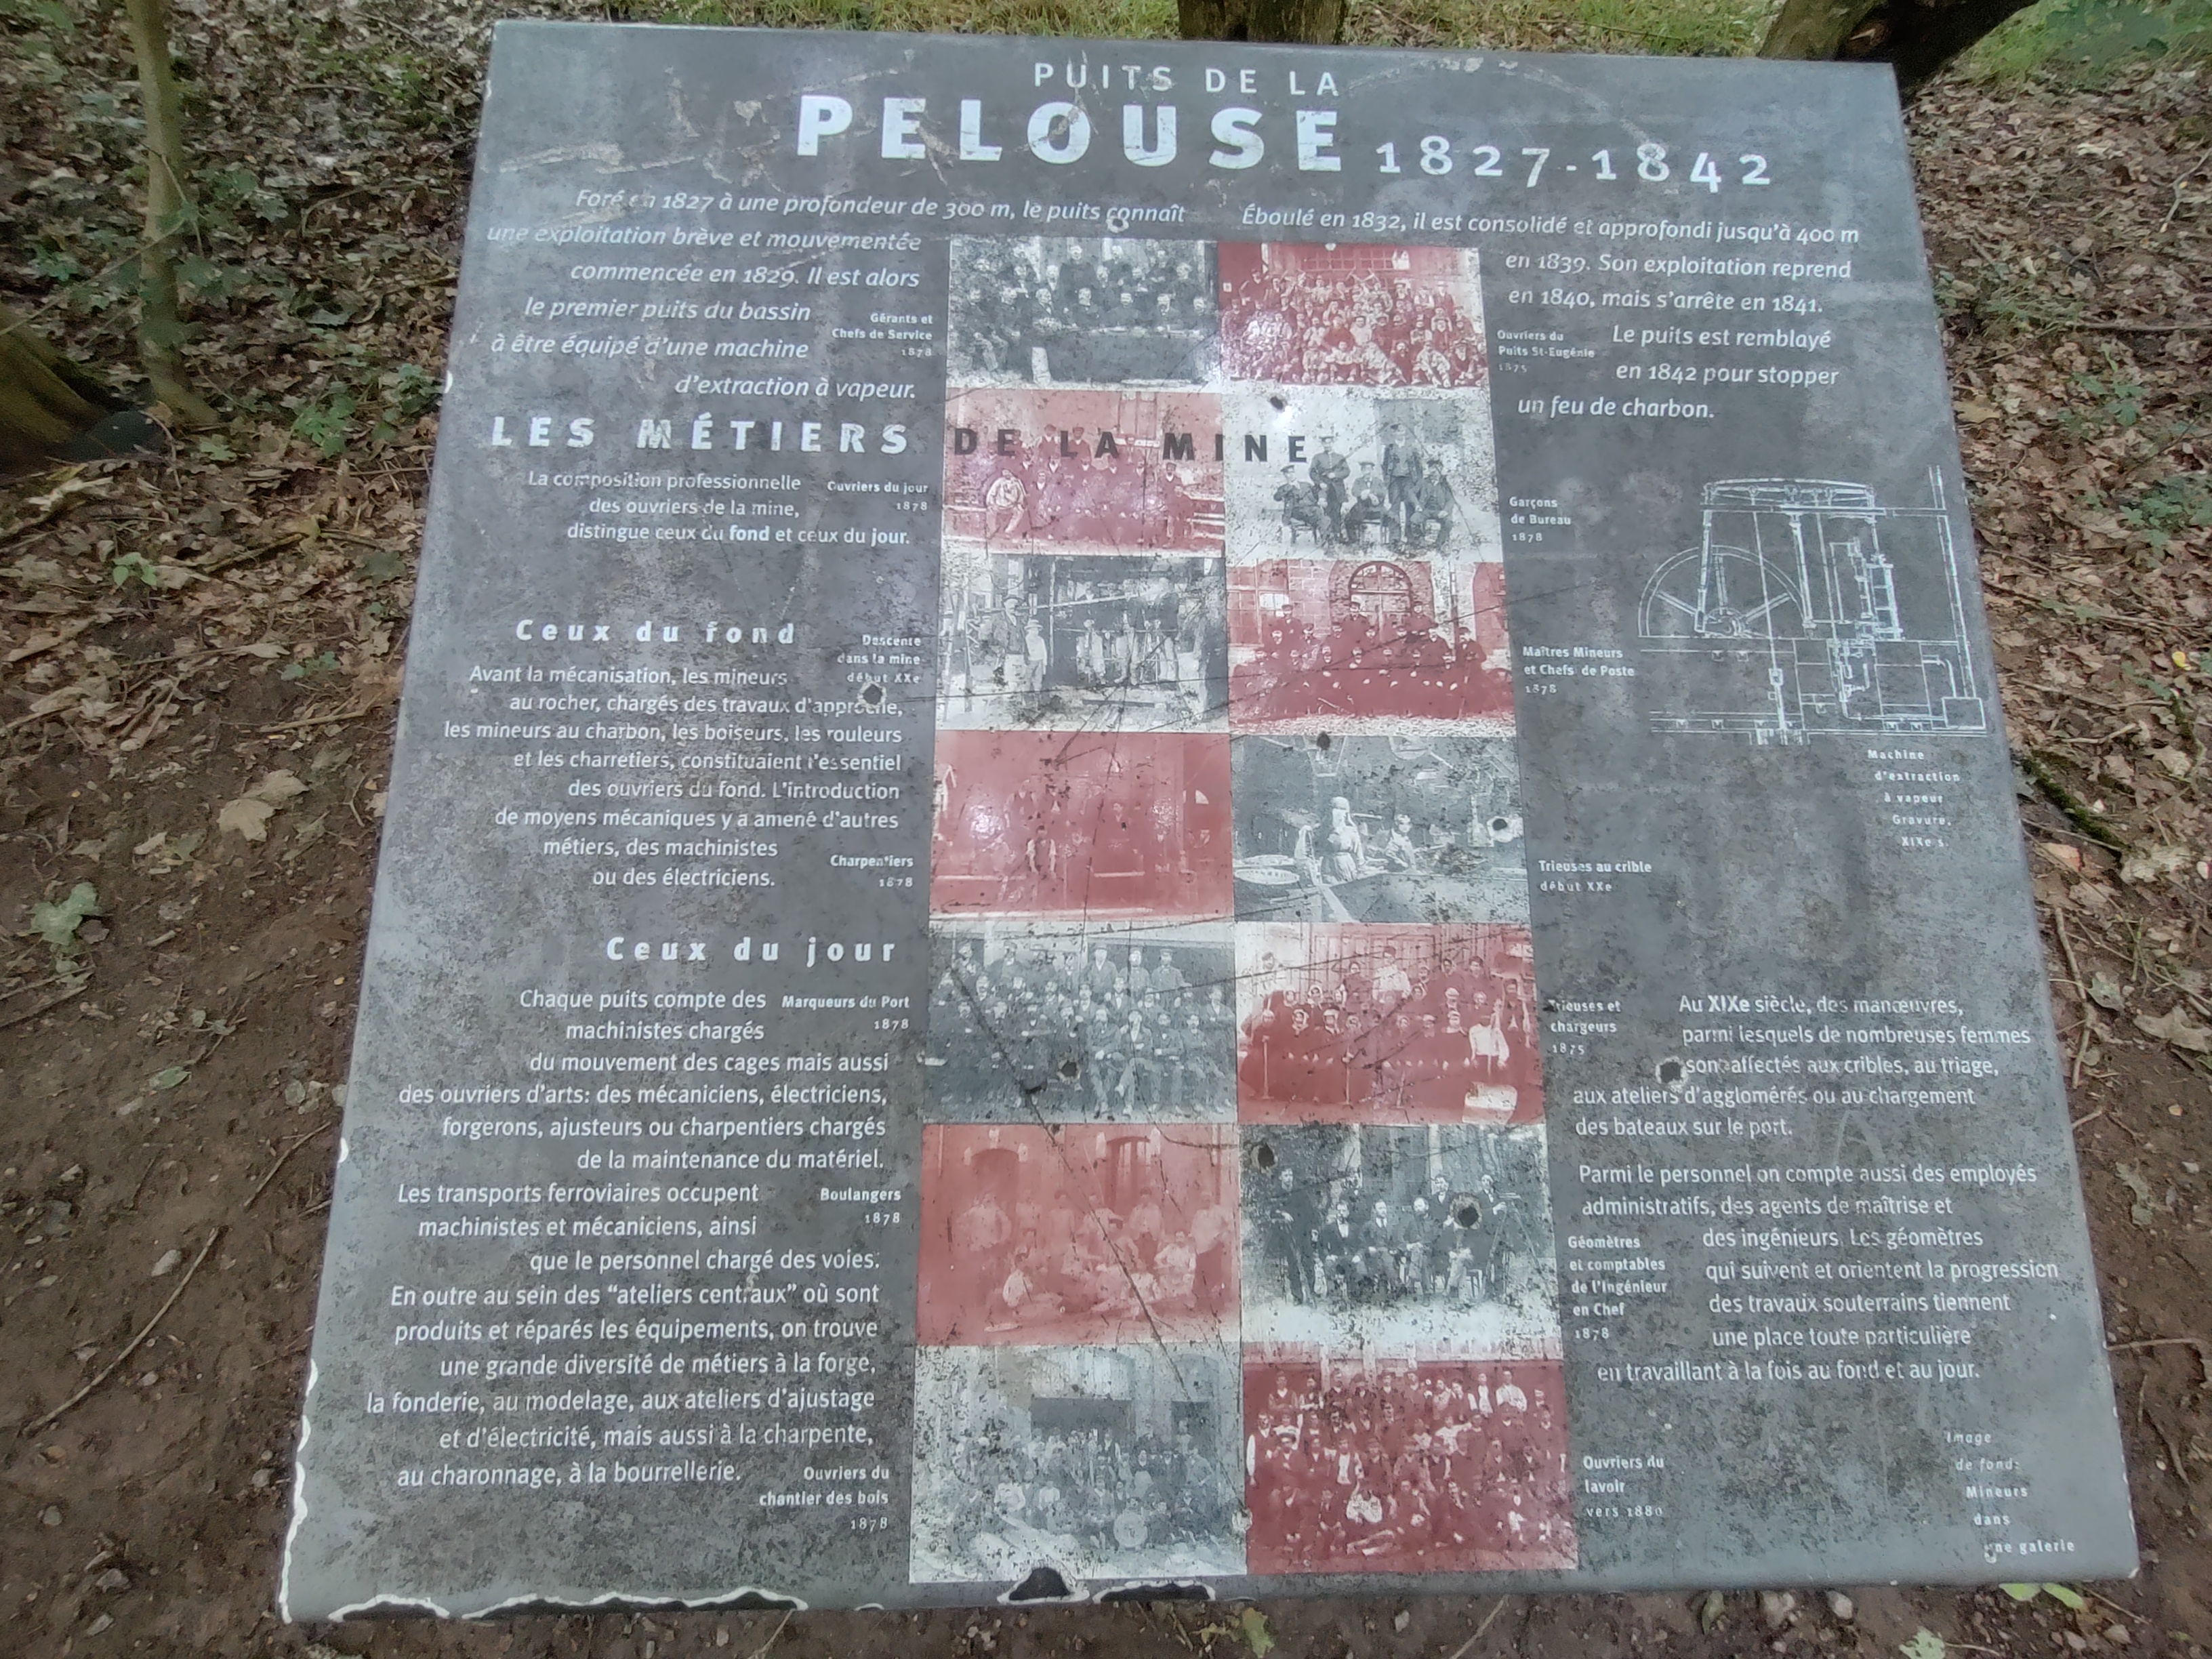 PUITS DE LA
PELOUSE 1827-1842
Foré en 1827 à une profondeur de 300 m, le puits connaît
une exploitation brève et mouvementée
commencée en 1829. Il est alors
le premier puits du bassin
à être équipé d'une machine
d'extraction à vapeur.
Éboulé en 1832, il est consolidé et approfondi jusqu'à 400 m
en 1839. Son exploitation reprend
en 1840, mais s'arrête en 1841.
Le puits est remblayé
en 1842 pour stopper
un feu de charbon.
Gérants et
Chefs de Service
1878
Ouvriers du
Puits St-Eugénie
1875
LES MÉTIERS DE LA MINE
La composition professionnelle
des ouvriers de la mine,
distingue ceux du fond et ceux du jour.
Ouvriers du jour
1878
Garçons
de Bureau
1878
Ceux du fond
Avant la mécanisation, les mineurs
au rocher, chargés des travaux d'approche,
les mineurs au charbon, les boiseurs, les rouleurs
et les charretiers, constituaient l'essentiel
des ouvriers du fond. L'introduction
de moyens mécaniques y a amené d'autres
métiers, des machinistes
ou des électriciens.
Descente
dans la mine
début XXe
Maîtres Mineurs
et Chefs de Poste
1878
Machine
d'extraction
à vapeur
Gravure,
XIXe s.
Charpentiers
1878
Trieuses au crible
début XXe
Ceux du jour
Chaque puits compte des
machinistes chargés
du mouvement des cages mais aussi
des ouvriers d'arts: des mécaniciens, électriciens,
forgerons, ajusteurs ou charpentiers chargés
de la maintenance du matériel.
Les transports ferroviaires occupent
machinistes et mécaniciens, ainsi
que le personnel chargé des voies.
En outre au sein des "ateliers centraux" où sont
produits et réparés les équipements, on trouve
une grande diversité de métiers à la forge,
la fonderie, au modelage, aux ateliers d'ajustage
et d'électricité, mais aussi à la charpente,
au charonnage, à la bourrellerie.
Marqueurs du Port
1878
Boulangers
1878
Ouvriers du
chantier des bois
1878
Trieuses et
chargeurs
1875
Au XIXe siècle, des manœuvres,
parmi lesquels de nombreuses femmes
sont affectés aux cribles, au triage,
aux ateliers d'agglomérés ou au chargement
des bateaux sur le port.
Parmi le personnel on compte aussi des employés
administratifs, des agents de maîtrise et
des ingénieurs. Les géomètres
qui suivent et orientent la progression
des travaux souterrains tiennent
une place toute particulière
en travaillant à la fois au fond et au jour.
Géomètres
et comptables
de l'Ingénieur
en Chef
1878
Ouvriers du
lavoir
vers 1880
Image
de fond:
Mineurs
dans
une galerie